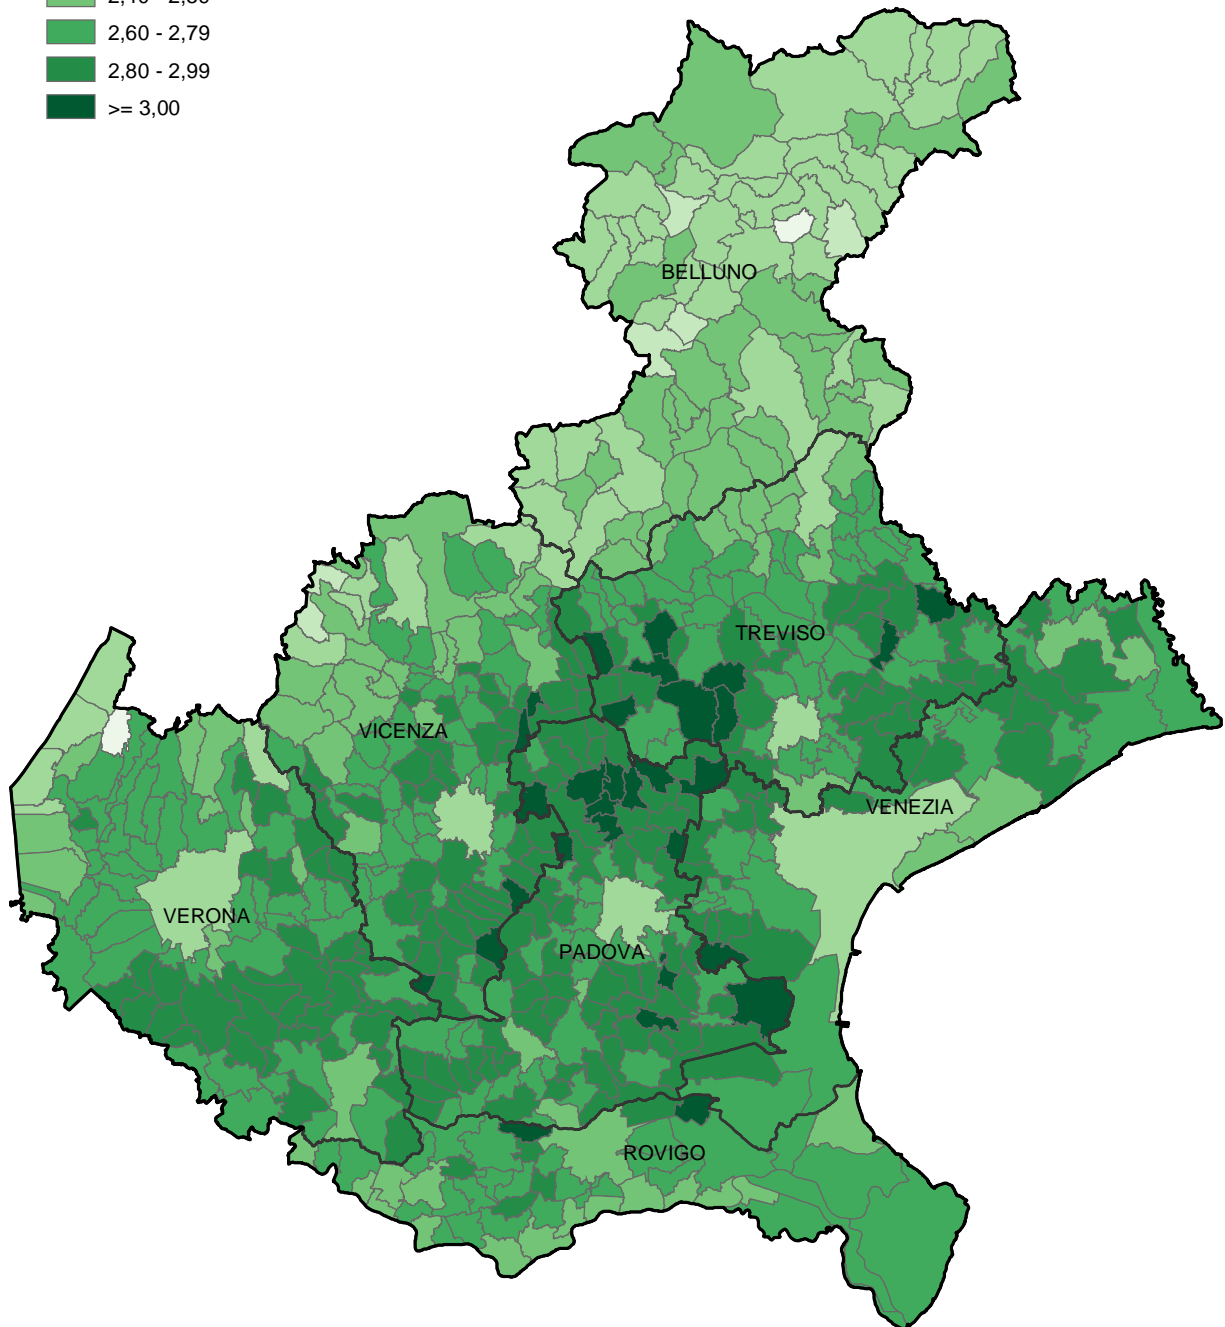 2,60 - 2,79
2,80 - 2,99
>= 3,00
BELLUNO
TREVISO
VICENZA
VENEZIA
VERONA
PADOVA
ROVIGO